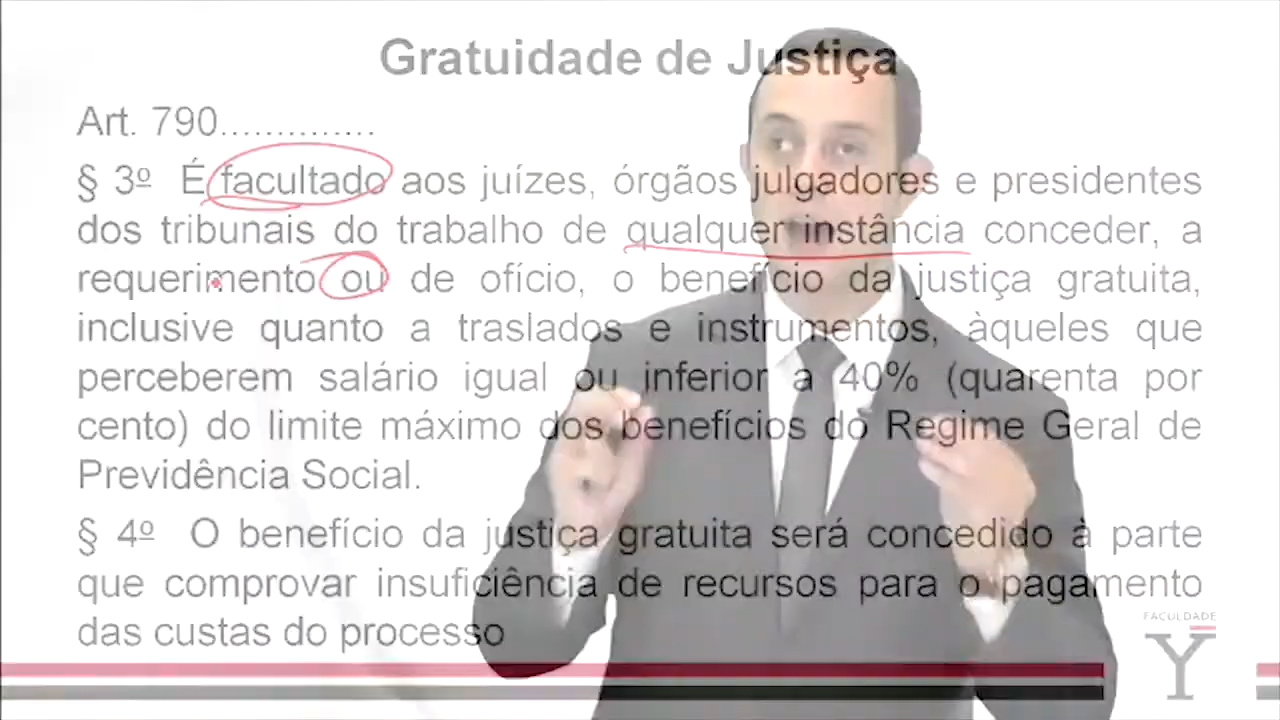 Gratuidade de Justiça
Art. 790..............
§ 3º É facultado aos juízes, órgãos julgadores e presidentes
dos tribunais do trabalho de qualquer instância conceder, a
requerimento ou de ofício, o benefício da justiça gratuita,
inclusive quanto a traslados e instrumentos, àqueles que
perceberem salário igual ou inferior a 40% (quarenta por
cento) do limite máximo dos benefícios do Regime Geral de
Previdência Social.
§ 4º O benefício da justiça gratuita será concedido à parte
que comprovar insuficiência de recursos para o pagamento
das custas do processo
FACULDADE
Y